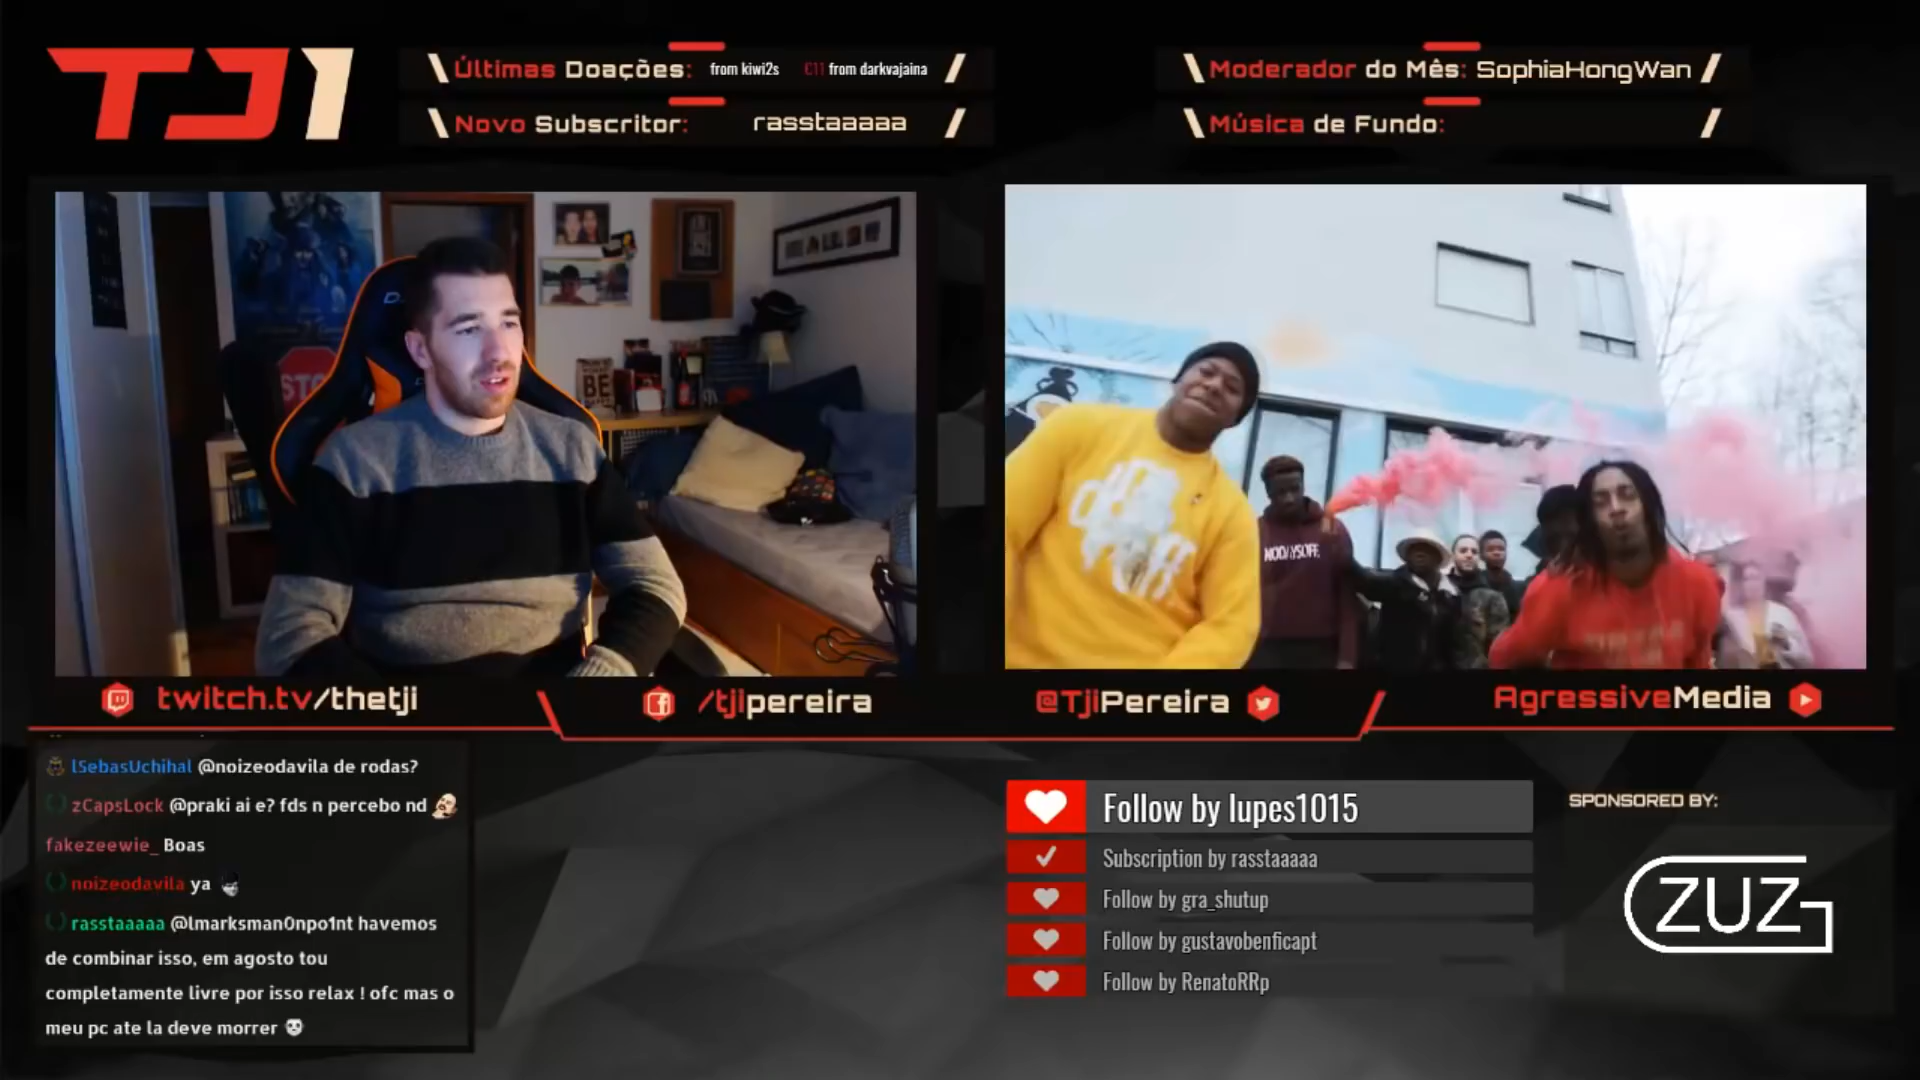 TJ1
Últimas Doações: from kiwi2s €11 from darkvajaina
Novo Subscritor: rasstaaaaa
Moderador do Mês: SophiaHongWan
Música de Fundo:
STO
BE
NODAYSOFF
twitch.tv/thetji
/tjipereira
@TjiPereira
AgressiveMedia
lSebasUchihal @noizeodavila de rodas?
zCapsLock @praki ai e? fds n percebo nd
fakezeewie_ Boas
noizeodavila ya
rasstaaaaa @lmarksman0npo1nt havemos
de combinar isso, em agosto tou
completamente livre por isso relax ! ofc mas o
meu pc ate la deve morrer
Follow by lupes1015
Subscription by rasstaaaaa
Follow by gra_shutup
Follow by gustavobenficapt
Follow by RenatoRRp
SPONSORED BY:
ZUZ